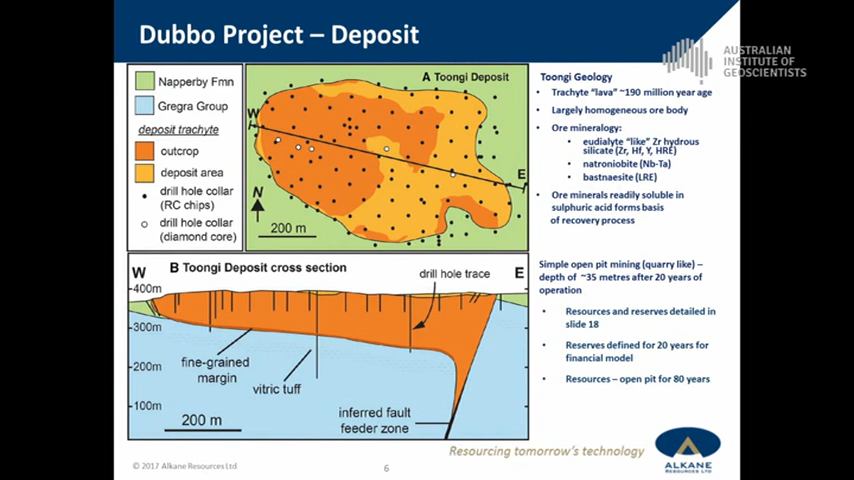 Dubbo Project – Deposit
AUSTRALIAN
INSTITUTE OF
GEOSCIENTISTS
Napperby Fmn
Gregra Group
deposit trachyte
outcrop
deposit area
drill hole collar
(RC chips)
drill hole collar
(diamond core)
A Toongi Deposit
W
E
N
200 m
Toongi Geology
• Trachyte "lava" ~190 million year age
• Largely homogeneous ore body
• Ore mineralogy:
• eudialyte "like" Zr hydrous
silicate (Zr, Hf, Y, HRE)
• natroniobite (Nb-Ta)
• bastnaesite (LRE)
• Ore minerals readily soluble in
sulphuric acid forms basis
of recovery process
W
B Toongi Deposit cross section
E
drill hole trace
400m
300m
200m
100m
fine-grained
margin
vitric tuff
inferred fault
feeder zone
200 m
Simple open pit mining (quarry like) –
depth of ~35 metres after 20 years of
operation
• Resources and reserves detailed in
slide 18
• Reserves defined for 20 years for
financial model
• Resources – open pit for 80 years
Resourcing tomorrow's technology
ALKANE
RESOURCES LTD
© 2017 Alkane Resources Ltd
6